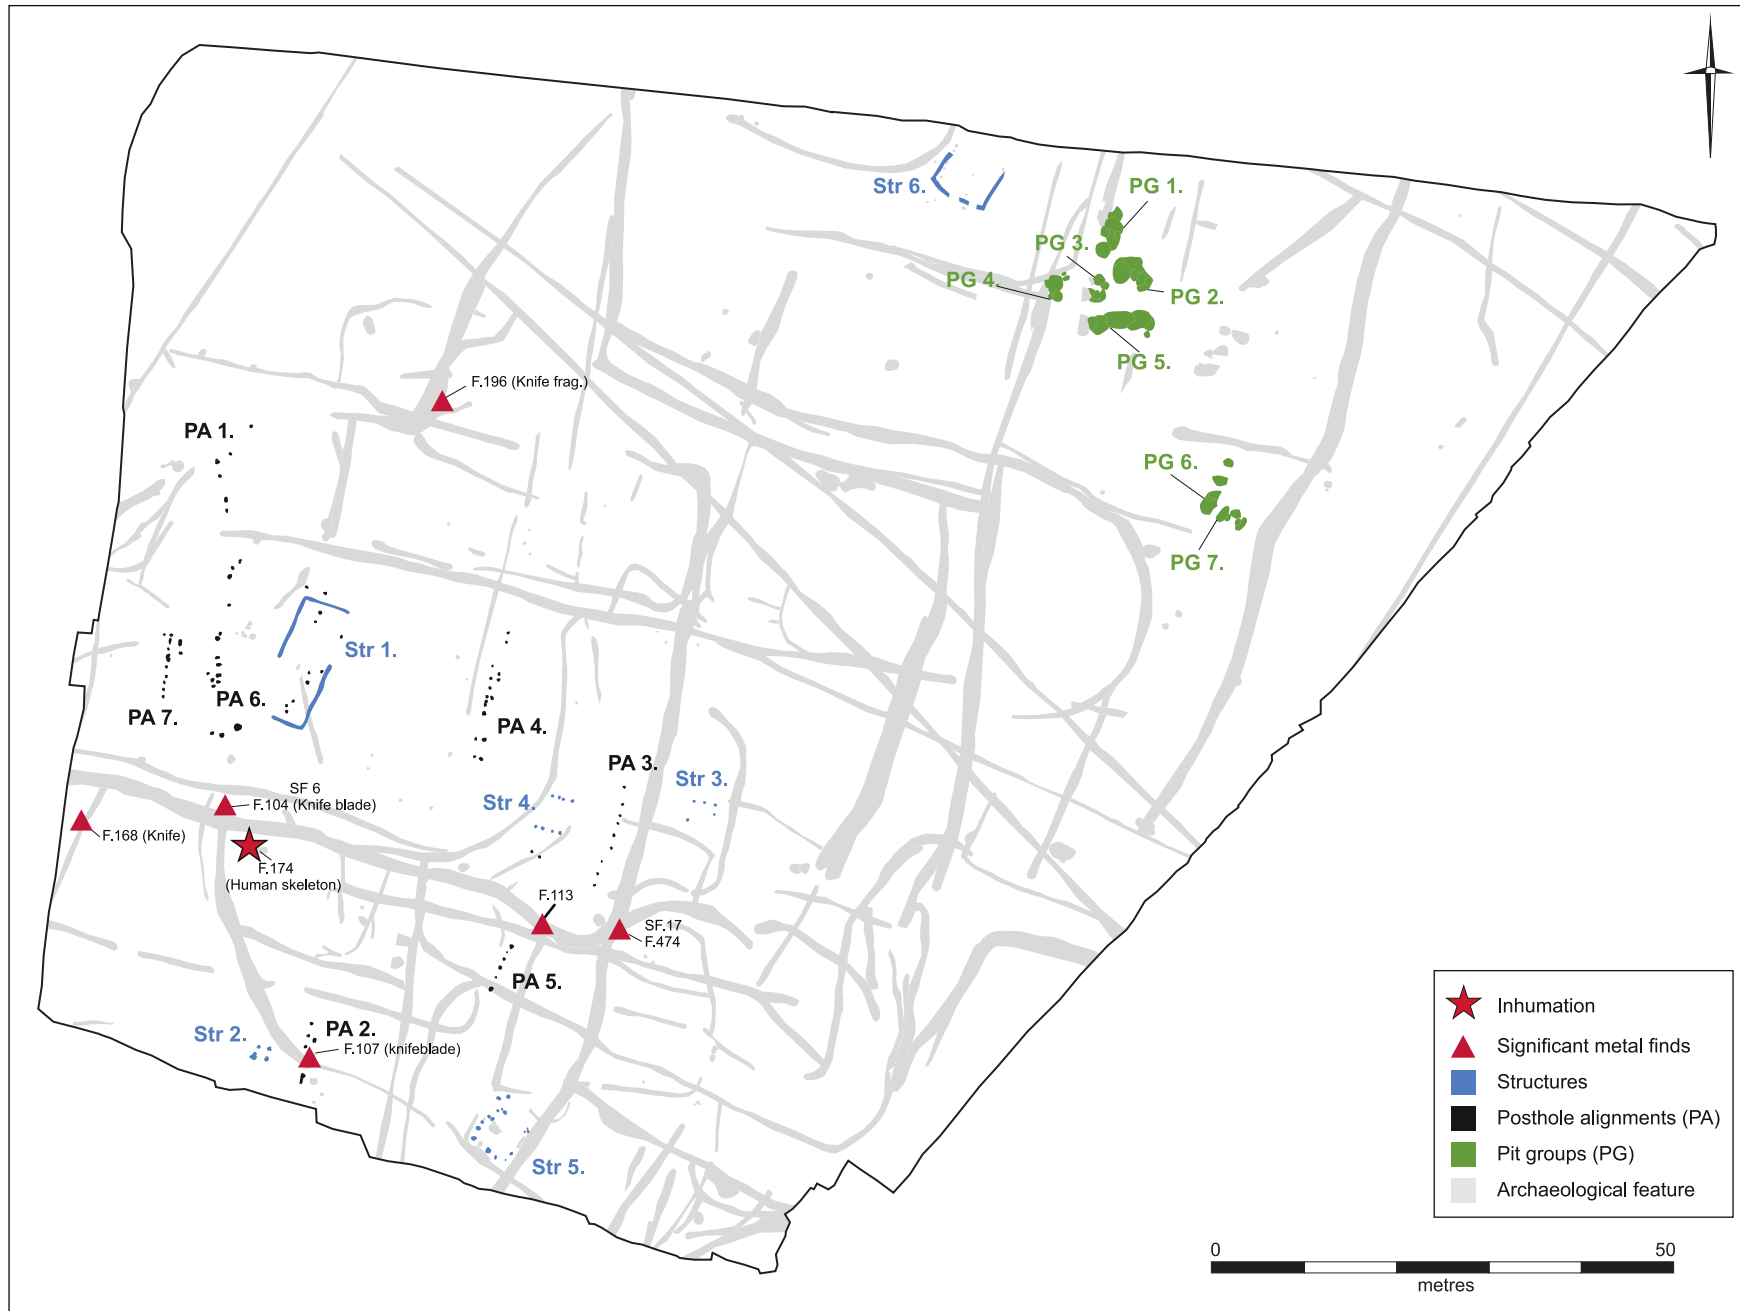 Str 6.
PG 1.
PG 3.
PG 4.
PG 2.
PG 5.
F.196 (Knife frag.)
PA 1.
PG 6.
PG 7.
Str 1.
PA 6.
PA 7.
PA 4.
PA 3.
Str 3.
SF 6
F.104 (Knife blade)
Str 4.
F.168 (Knife)
F.174
(Human skeleton)
F.113
SF.17
F.474
PA 5.
Str 2.
PA 2.
F.107 (knifeblade)
Str 5.
Inhumation
Significant metal finds
Structures
Posthole alignments (PA)
Pit groups (PG)
Archaeological feature
0 50
metres